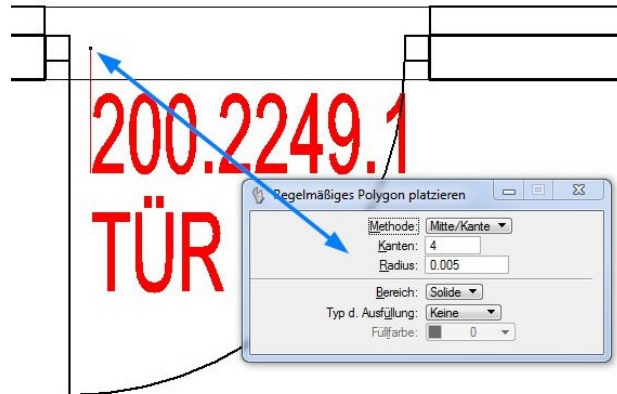 200.2249.1
TÜR
Regelmäßiges Polygon platzieren
Methode: Mitte/Kante
Kanten: 4
Radius: 0.005
Bereich: Solide
Typ d. Ausfüllung: Keine
Füllfarbe: 0